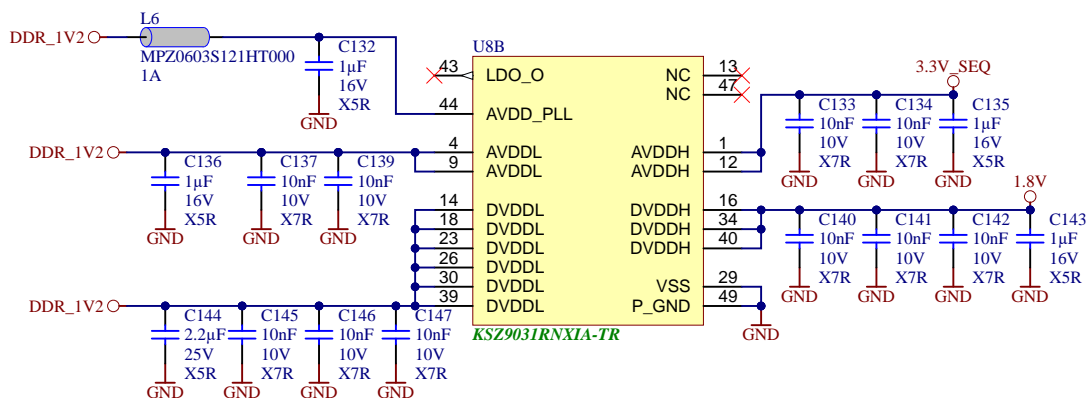 L6
DDR_1V2
MPZ0603S121HT000
1A
C132
1µF
16V
X5R
GND
U8B
43
LDO_O
44
AVDD_PLL
NC
13
NC
47
3.3V_SEQ
C133
10nF
10V
X7R
GND
C134
10nF
10V
X7R
GND
C135
1µF
16V
X5R
GND
DDR_1V2
C136
1µF
16V
X5R
GND
C137
10nF
10V
X7R
GND
C139
10nF
10V
X7R
GND
4
AVDDL
9
AVDDL
AVDDH
1
AVDDH
12
14
DVDDL
18
DVDDL
23
DVDDL
26
DVDDL
30
DVDDL
39
DVDDL
DVDDH
16
DVDDH
34
DVDDH
40
VSS
29
P_GND
49
GND
1.8V
C140
10nF
10V
X7R
GND
C141
10nF
10V
X7R
GND
C142
10nF
10V
X7R
GND
C143
1µF
16V
X5R
GND
DDR_1V2
C144
2.2µF
25V
X5R
GND
C145
10nF
10V
X7R
GND
C146
10nF
10V
X7R
GND
C147
10nF
10V
X7R
GND
KSZ9031RNXIA-TR